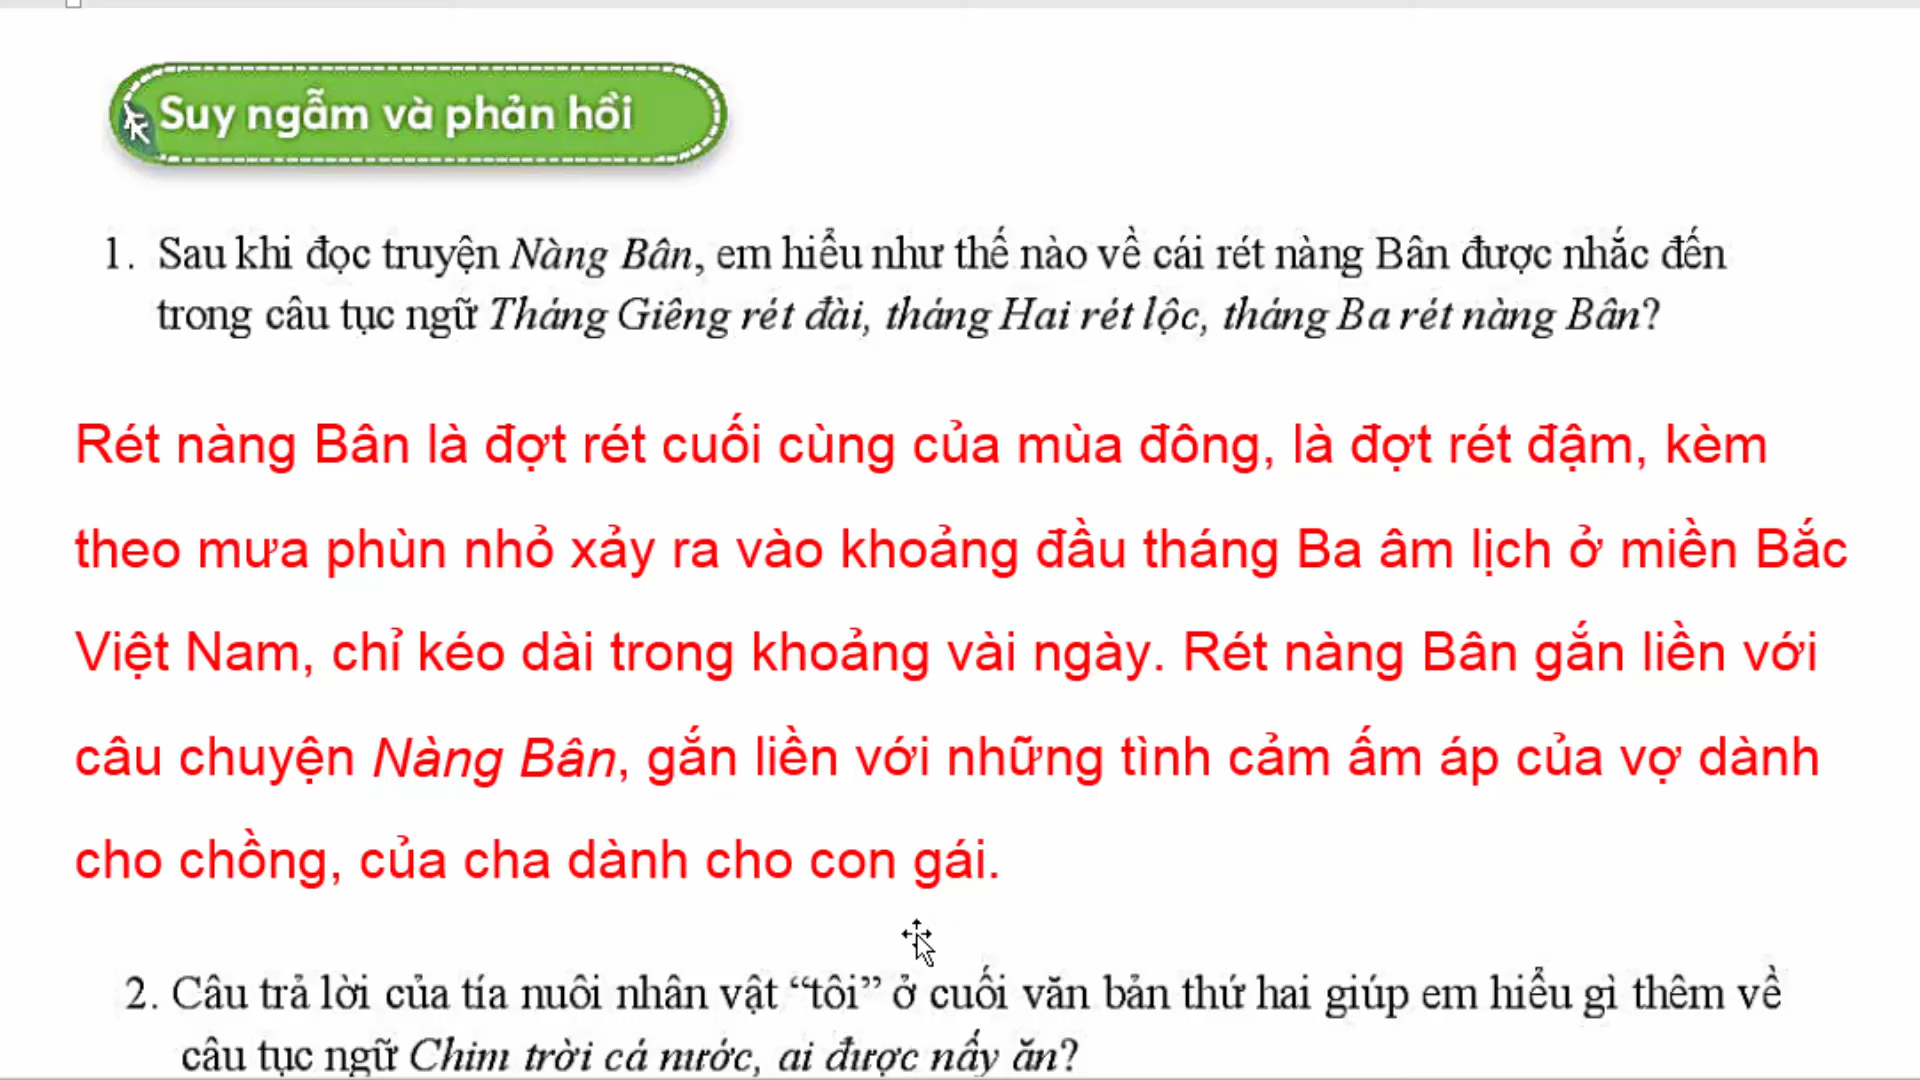 Suy ngẫm và phản hồi
1. Sau khi đọc truyện Nàng Bân, em hiểu như thế nào về cái rét nàng Bân được nhắc đến
trong câu tục ngữ Tháng Giêng rét đài, tháng Hai rét lộc, tháng Ba rét nàng Bân?
Rét nàng Bân là đợt rét cuối cùng của mùa đông, là đợt rét đậm, kèm
theo mưa phùn nhỏ xảy ra vào khoảng đầu tháng Ba âm lịch ở miền Bắc
Việt Nam, chỉ kéo dài trong khoảng vài ngày. Rét nàng Bân gắn liền với
câu chuyện Nàng Bân, gắn liền với những tình cảm ấm áp của vợ dành
cho chồng, của cha dành cho con gái.
2. Câu trả lời của tía nuôi nhân vật “tôi” ở cuối văn bản thứ hai giúp em hiểu gì thêm về
câu tục ngữ Chim trời cá nước, ai được nấy ăn?